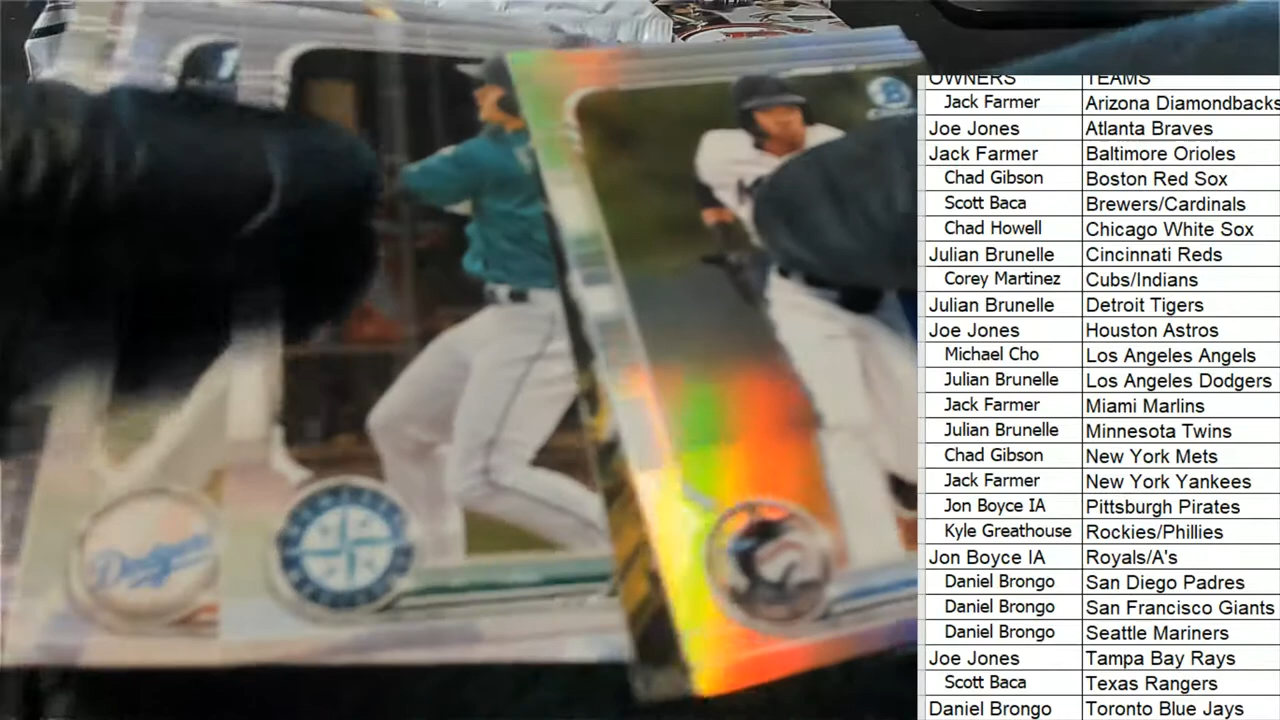 OWNERS TEAMS
Jack Farmer Arizona Diamondbacks
Joe Jones Atlanta Braves
Jack Farmer Baltimore Orioles
Chad Gibson Boston Red Sox
Scott Baca Brewers/Cardinals
Chad Howell Chicago White Sox
Julian Brunelle Cincinnati Reds
Corey Martinez Cubs/Indians
Julian Brunelle Detroit Tigers
Joe Jones Houston Astros
Michael Cho Los Angeles Angels
Julian Brunelle Los Angeles Dodgers
Jack Farmer Miami Marlins
Julian Brunelle Minnesota Twins
Chad Gibson New York Mets
Jack Farmer New York Yankees
Jon Boyce IA Pittsburgh Pirates
Kyle Greathouse Rockies/Phillies
Jon Boyce IA Royals/A's
Daniel Brongo San Diego Padres
Daniel Brongo San Francisco Giants
Daniel Brongo Seattle Mariners
Joe Jones Tampa Bay Rays
Scott Baca Texas Rangers
Daniel Brongo Toronto Blue Jays
Dodgers